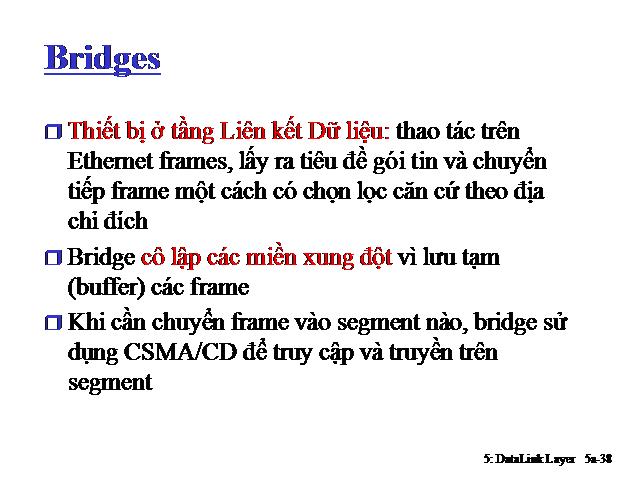 Bridges
Thiết bị ở tầng Liên kết Dữ liệu: thao tác trên
Ethernet frames, lấy ra tiêu đề gói tin và chuyển
tiếp frame một cách có chọn lọc căn cứ theo địa
chỉ đích
Bridge cô lập các miền xung đột vì lưu tạm
(buffer) các frame
Khi cần chuyển frame vào segment nào, bridge sử
dụng CSMA/CD để truy cập và truyền trên
segment
5: DataLink Layer 5a-38